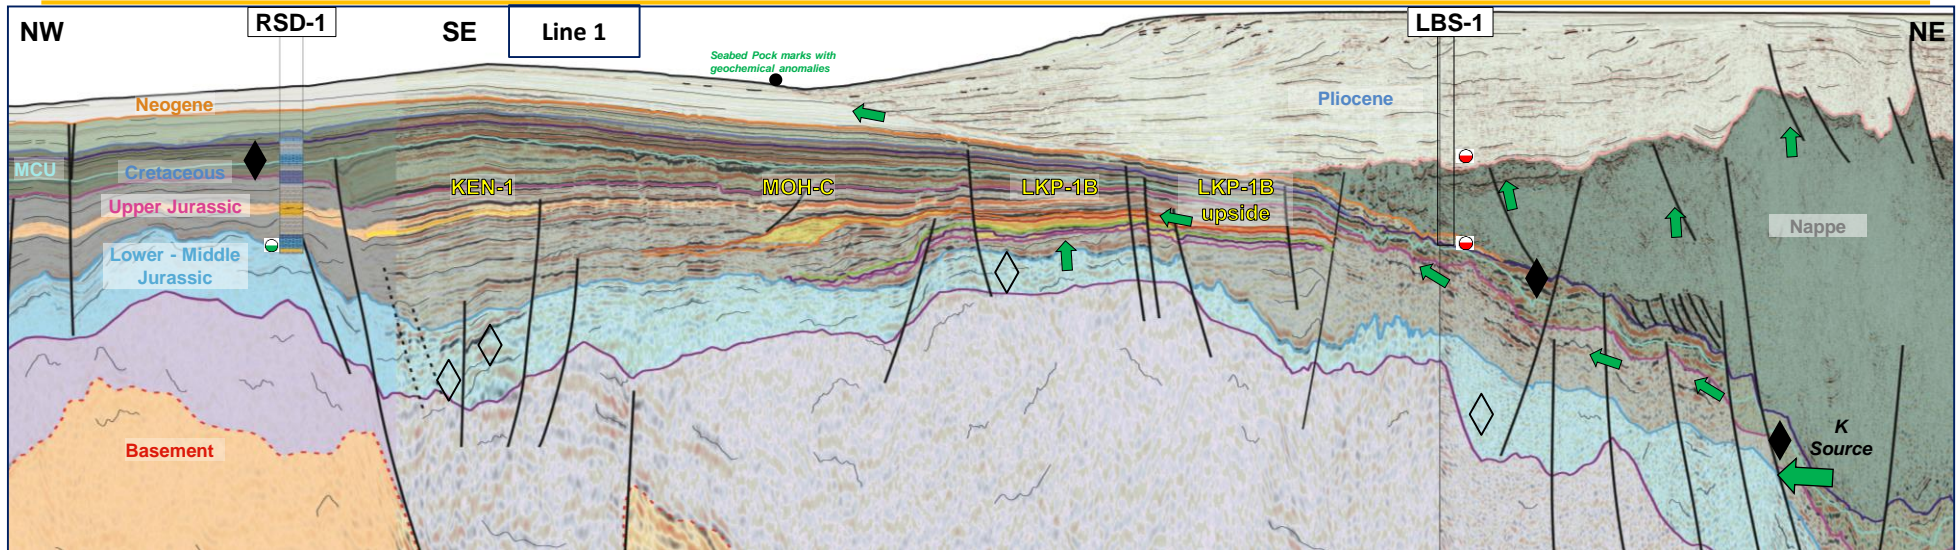 NW
RSD-1
SE
Line 1
LBS-1
NE
Seabed Pock marks with
geochemical anomalies
Neogene
Pliocene
MCU
Cretaceous
KEN-1
MOH-C
LKP-1B
LKP-1B
upside
Upper Jurassic
Nappe
Lower - Middle
Jurassic
Basement
K
Source